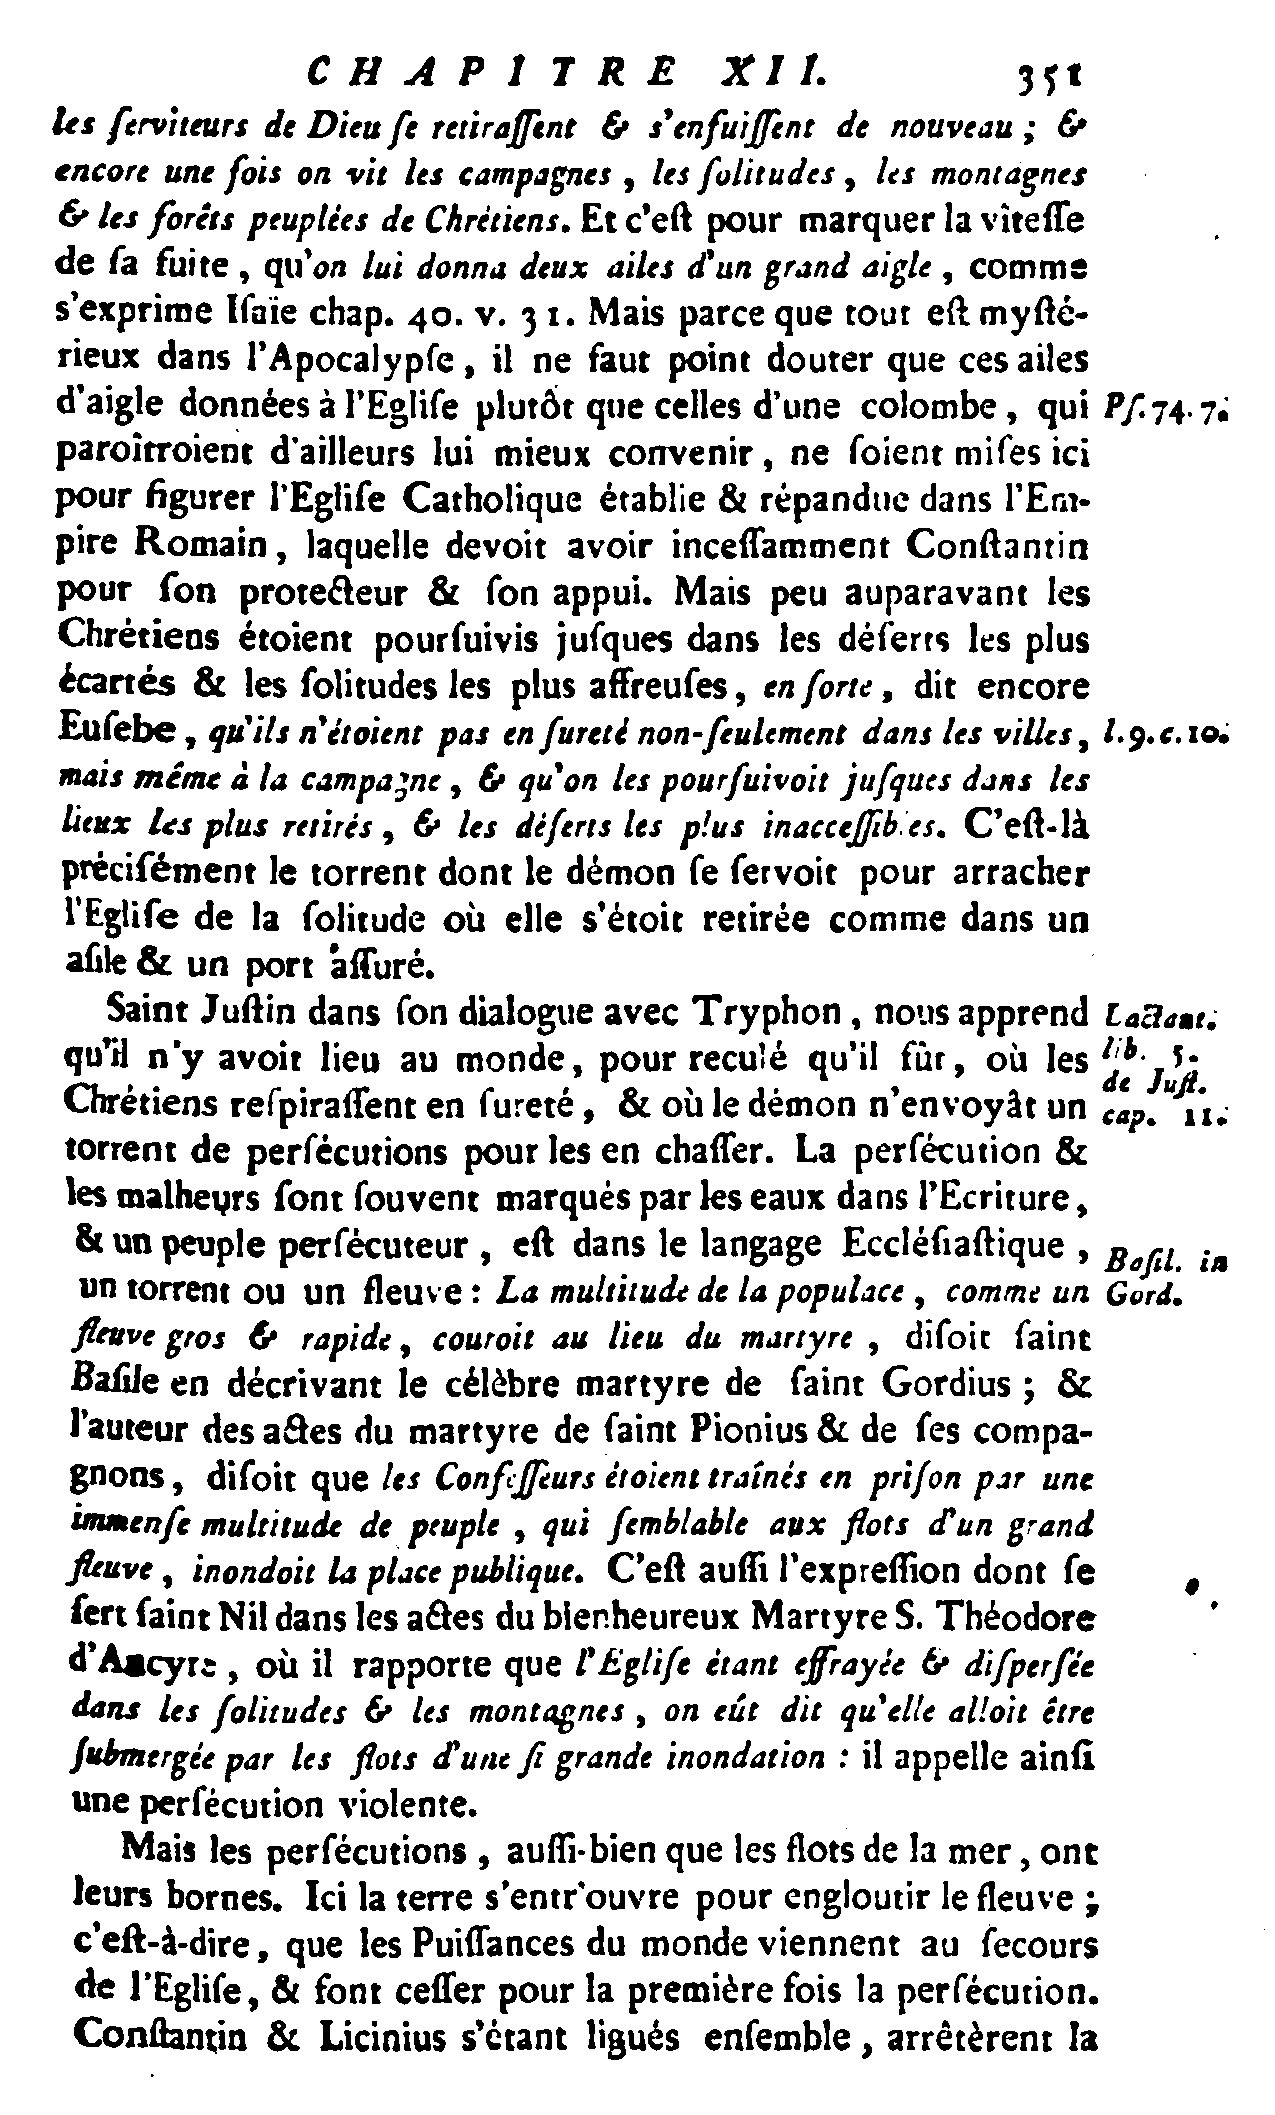 CHAPITRE XII. 351
les ſerviteurs de Dieu ſe retiraſſent & s'enfuiſſent de nouveau ; &
encore une fois on vit les campagnes , les ſolitudes , les montagnes
& les forêts peuplées de Chrétiens. Et c'eſt pour marquer la vîteſſe
de ſa fuite , qu'on lui donna deux ailes d'un grand aigle , comme
s'exprime Iſaïe chap. 40. v. 31. Mais parce que tout eſt myſté-
rieux dans l'Apocalypſe , il ne faut point douter que ces ailes
d'aigle données à l'Egliſe plutôt que celles d'une colombe , qui Pſ. 74. 7.
paroîtroient d'ailleurs lui mieux convenir , ne ſoient miſes ici
pour figurer l'Egliſe Catholique établie & répandue dans l'Em-
pire Romain , laquelle devoit avoir inceſſamment Conſtantin
pour ſon protecteur & ſon appui. Mais peu auparavant les
Chrétiens étoient pourſuivis juſques dans les déſerts les plus
écartés & les ſolitudes les plus affreuſes , en ſorte , dit encore
Euſebe , qu'ils n'étoient pas en ſureté non-ſeulement dans les villes , l. 9. c. 10.
mais même à la campagne , & qu'on les pourſuivoit juſques dans les
lieux les plus retirés , & les déſerts les plus inacceſſibles. C'eſt-là
préciſément le torrent dont le démon ſe ſervoit pour arracher
l'Egliſe de la ſolitude où elle s'étoit retirée comme dans un
aſile & un port aſſuré.
Saint Juſtin dans ſon dialogue avec Tryphon , nous apprend Lactant.
qu'il n'y avoit lieu au monde , pour reculé qu'il fût , où les lib. 5.
de Juſt.
Chrétiens reſpiraſſent en ſureté , & où le démon n'envoyât un cap. 11.
torrent de perſécutions pour les en chaſſer. La perſécution &
les malheurs ſont ſouvent marqués par les eaux dans l'Ecriture ,
& un peuple perſécuteur , eſt dans le langage Eccléſiaſtique , Baſil. in
un torrent ou un fleuve : La multitude de la populace , comme un Gord.
fleuve gros & rapide , couroit au lieu du martyre , diſoit ſaint
Baſile en décrivant le célèbre martyre de ſaint Gordius ; &
l'auteur des actes du martyre de ſaint Pionius & de ſes compa-
gnons , diſoit que les Confeſſeurs étoient traînés en priſon par une
immenſe multitude de peuple , qui ſemblable aux flots d'un grand
fleuve , inondoit la place publique. C'eſt auſſi l'expreſſion dont ſe
ſert ſaint Nil dans les actes du bienheureux Martyre S. Théodore
d'Ancyre , où il rapporte que l'Egliſe étant effrayée & diſperſée
dans les ſolitudes & les montagnes , on eût dit qu'elle alloit être
ſubmergée par les flots d'une ſi grande inondation : il appelle ainſi
une perſécution violente.
Mais les perſécutions , auſſi-bien que les flots de la mer , ont
leurs bornes. Ici la terre s'entr'ouvre pour engloutir le fleuve ;
c'eſt-à-dire , que les Puiſſances du monde viennent au ſecours
de l'Egliſe , & font ceſſer pour la première fois la perſécution.
Conſtantin & Licinius s'étant ligués enſemble , arrêtèrent la